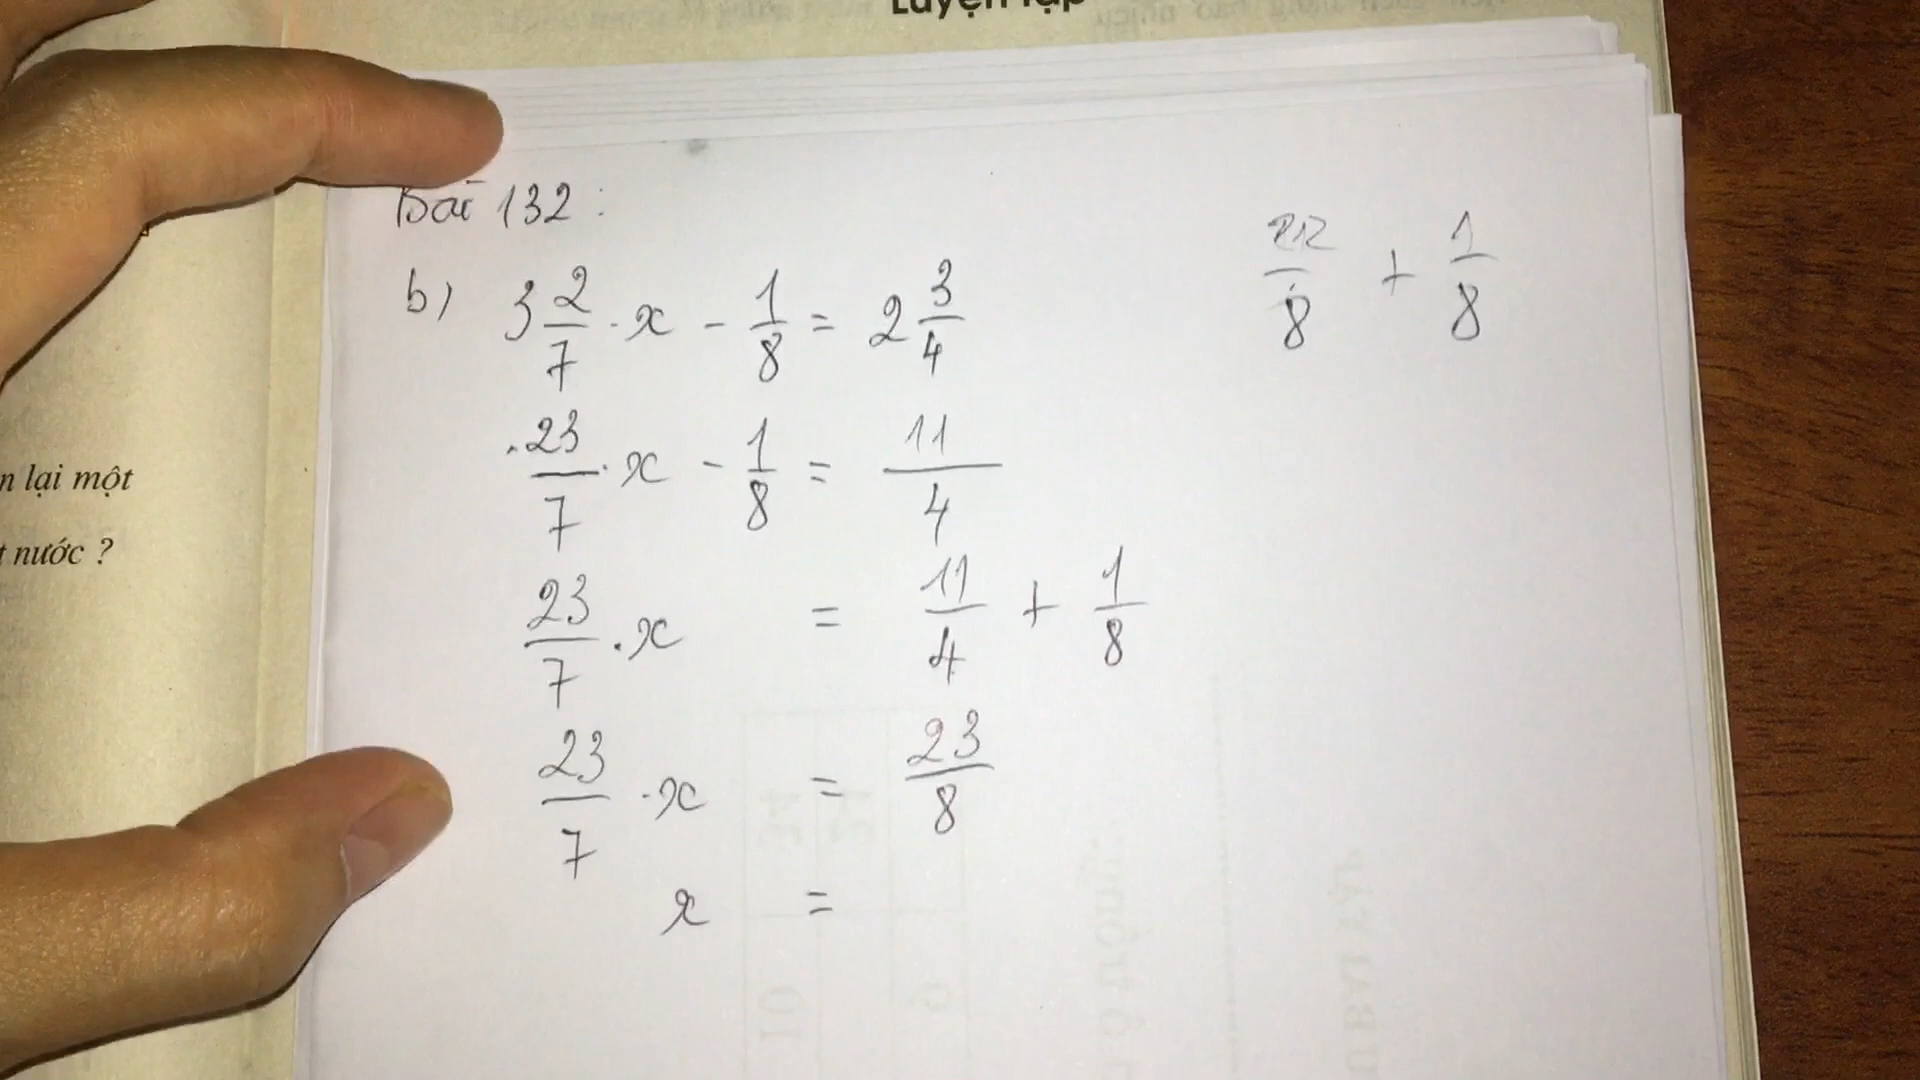 Luyện tập
n lại một
t nước ?
Bài 132 :
b) 3 2/7 . x - 1/8 = 2 3/4
23/7 . x - 1/8 = 11/4
23/7 . x = 11/4 + 1/8
23/7 . x = 23/8
x =
22/8 + 1/8